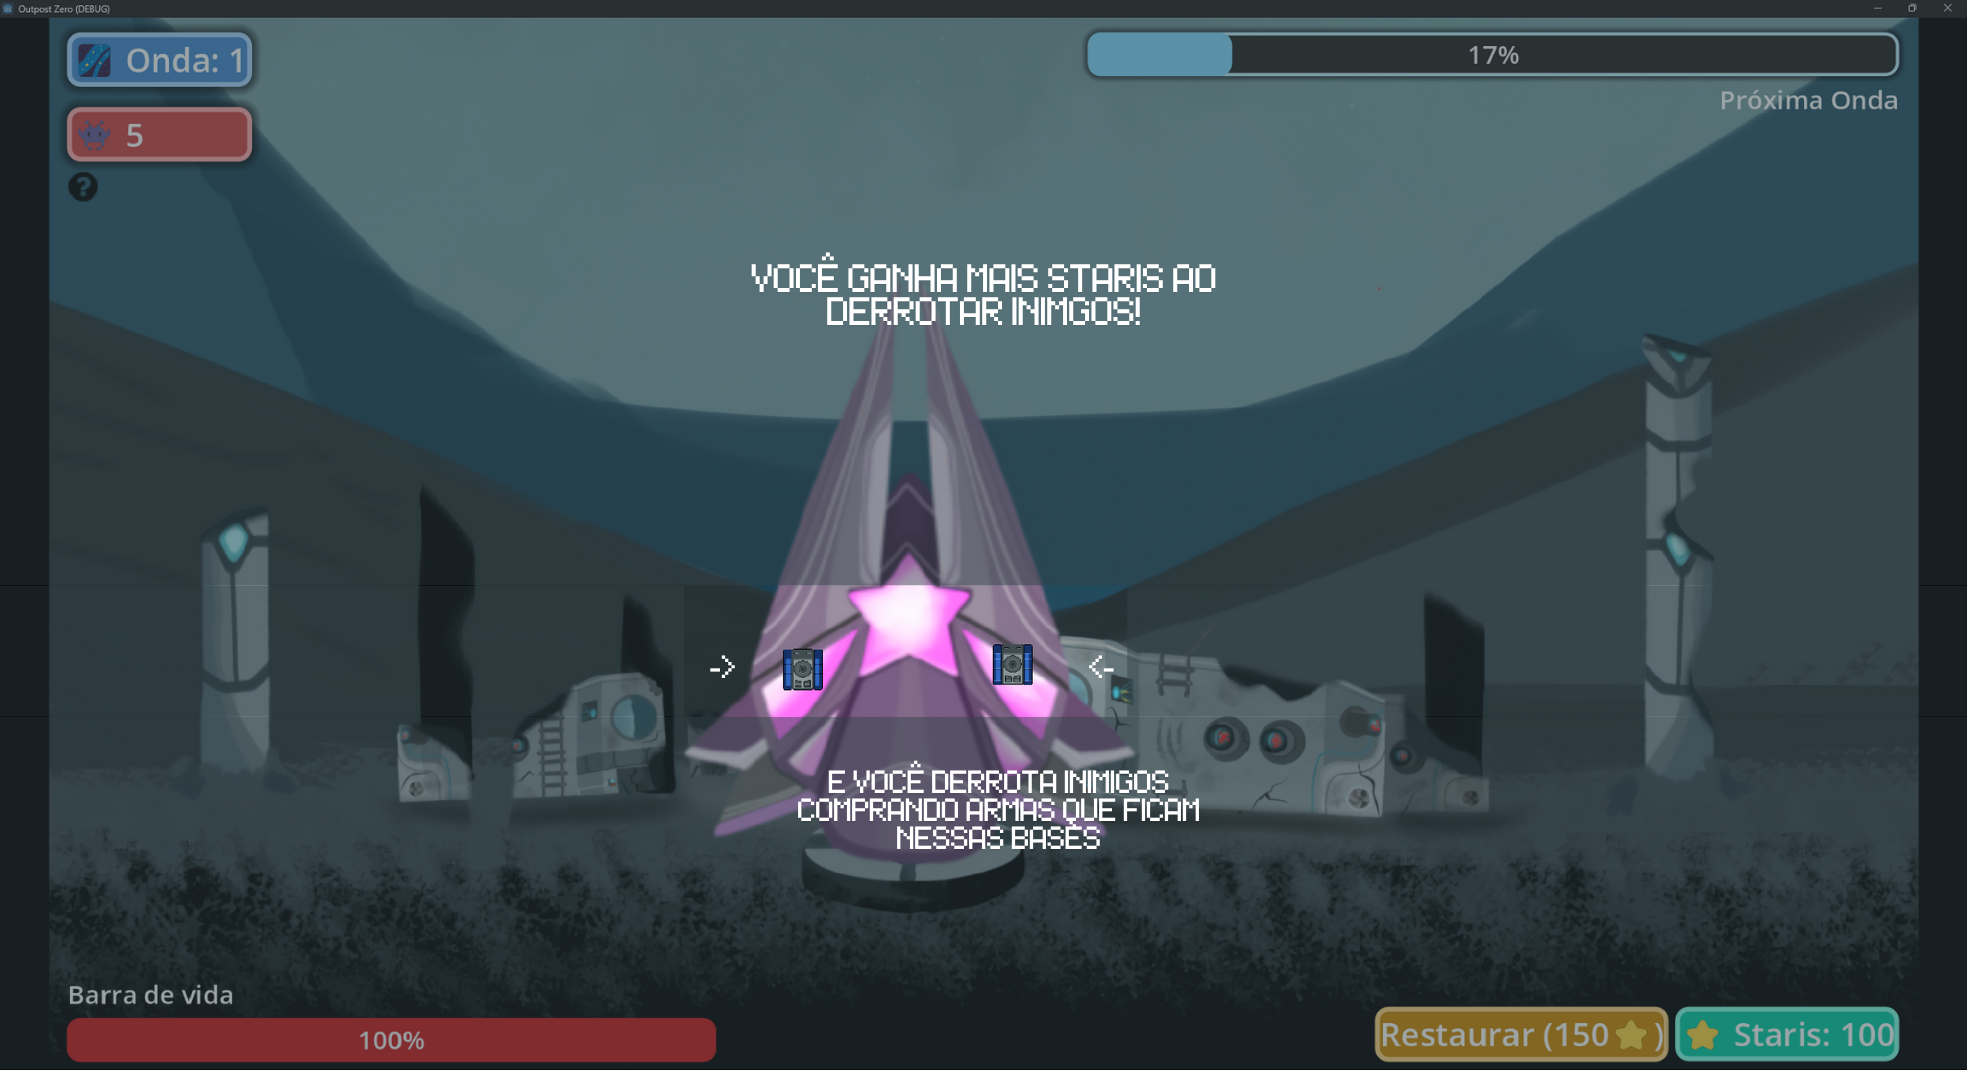 Outpost Zero (DEBUG)
Onda: 1
17%
Próxima Onda
5
?
VOCÊ GANHA MAIS STARIS AO
DERROTAR INIMGOS!
-> <-
E VOCÊ DERROTA INIMIGOS
COMPRANDO ARMAS QUE FICAM
NESSAS BASES
Barra de vida
100%
Restaurar (150 ⭐)
Staris: 100